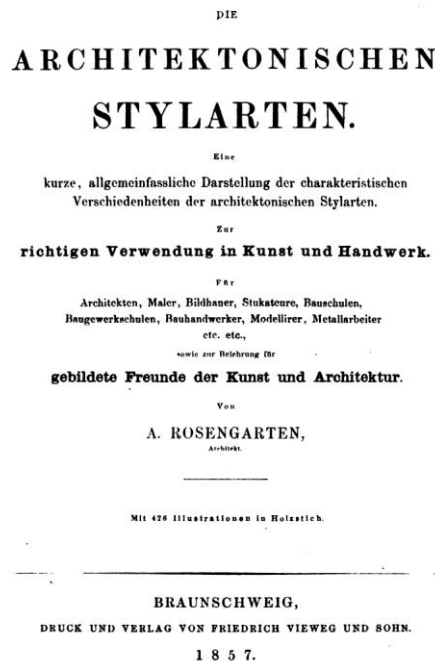 DIE
ARCHITEKTONISCHEN
STYLARTEN.
Eine
kurze, allgemeinfassliche Darstellung der charakteristischen
Verschiedenheiten der architektonischen Stylarten.
Zur
richtigen Verwendung in Kunst und Handwerk.
Für
Architekten, Maler, Bildhauer, Stukateure, Bauschulen,
Baugewerkschulen, Bauhandwerker, Modellirer, Metallarbeiter
etc. etc.,
sowie zur Belehrung für
gebildete Freunde der Kunst und Architektur.
Von
A. ROSENGARTEN,
Architekt.
Mit 426 Illustrationen in Holzstich.
BRAUNSCHWEIG,
DRUCK UND VERLAG VON FRIEDRICH VIEWEG UND SOHN.
1857.